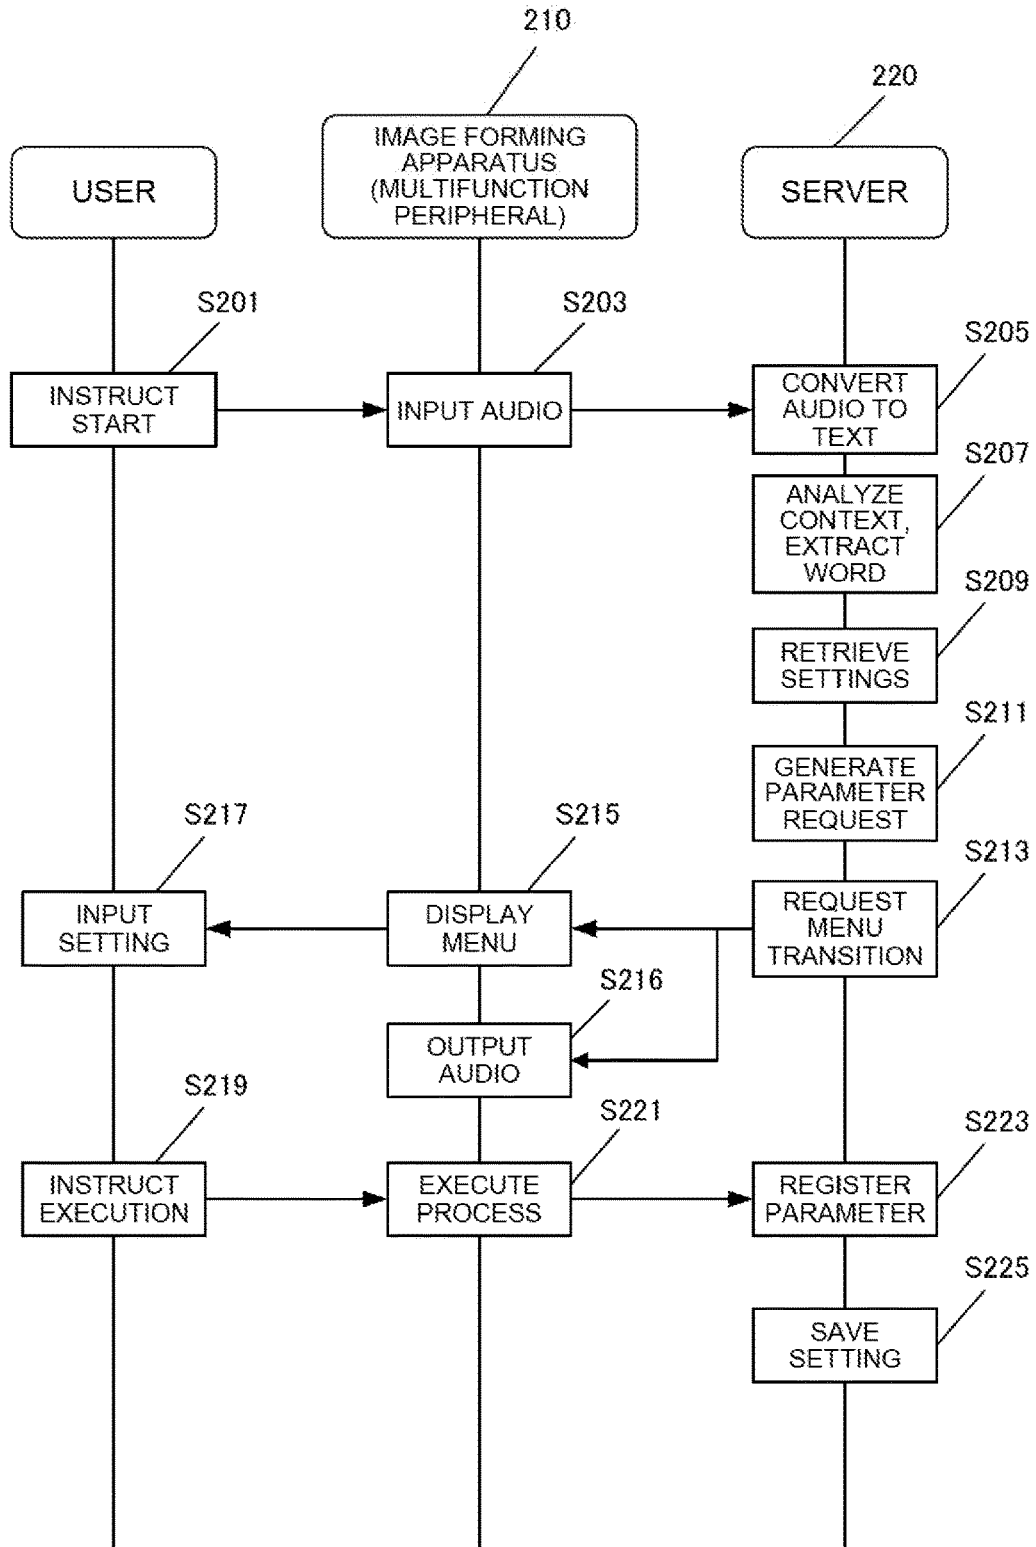 210
220
IMAGE FORMING
APPARATUS
(MULTIFUNCTION
PERIPHERAL)
USER
SERVER
S201
S203
S205
INSTRUCT
START
INPUT AUDIO
CONVERT
AUDIO TO
TEXT
S207
ANALYZE
CONTEXT,
EXTRACT
WORD
S209
RETRIEVE
SETTINGS
S211
GENERATE
PARAMETER
REQUEST
S217
S215
S213
INPUT
SETTING
DISPLAY
MENU
REQUEST
MENU
TRANSITION
S216
OUTPUT
AUDIO
S219
S221
S223
INSTRUCT
EXECUTION
EXECUTE
PROCESS
REGISTER
PARAMETER
S225
SAVE
SETTING